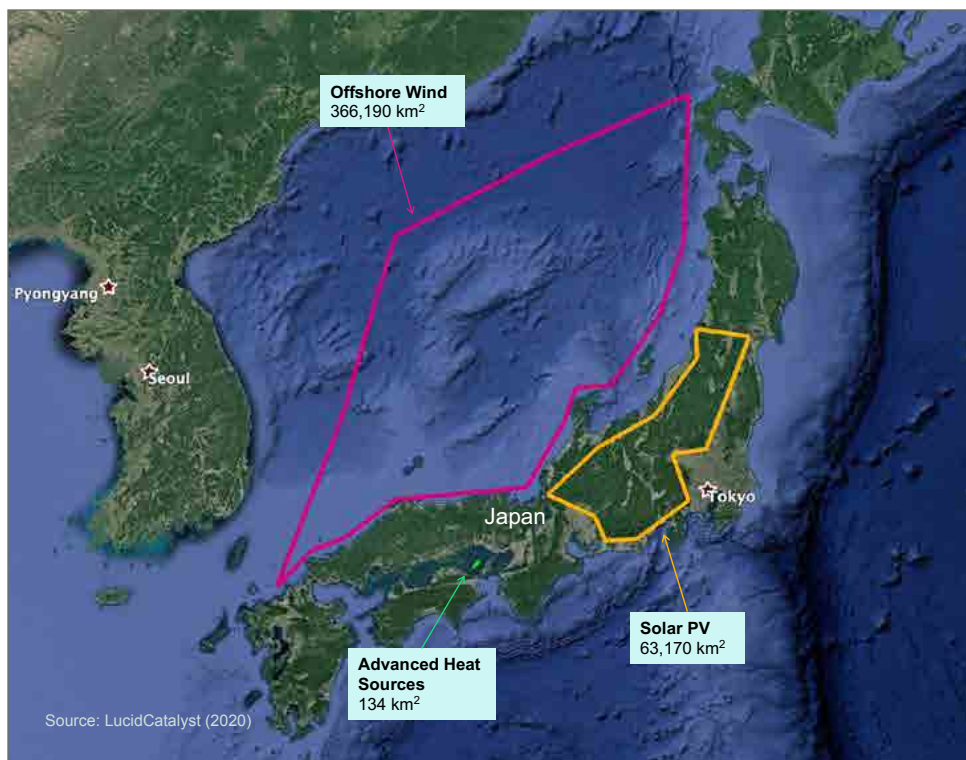 Offshore Wind
366,190 km²
Pyongyang
Seoul
Tokyo
Japan
Solar PV
63,170 km²
Advanced Heat
Sources
134 km²
Source: LucidCatalyst (2020)